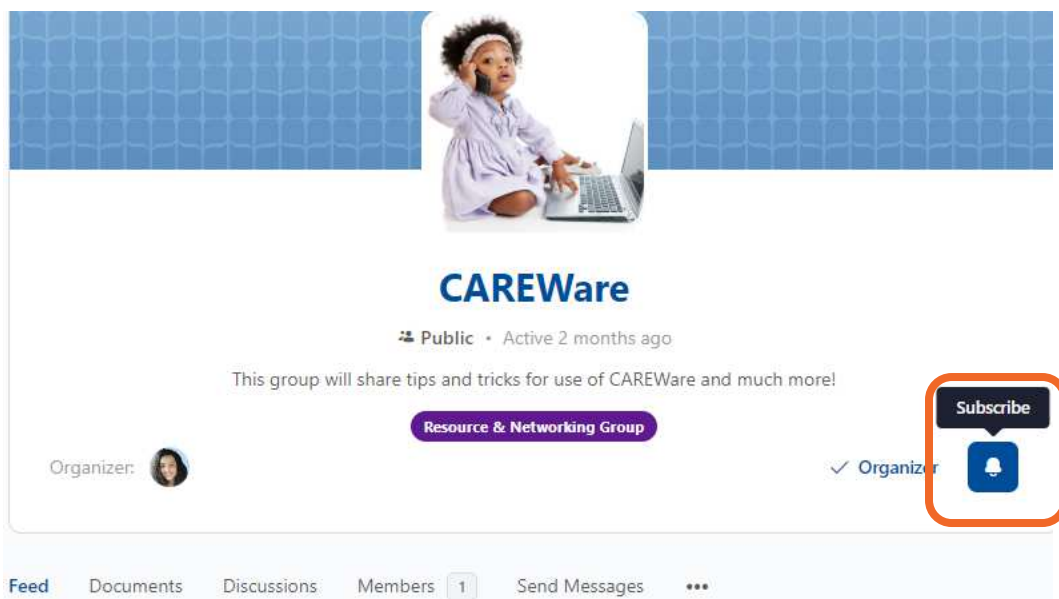 CAREWare
Public • Active 2 months ago
This group will share tips and tricks for use of CAREWare and much more!
Subscribe
Resource & Networking Group
Organizer:
Organizer
Feed Documents Discussions Members 1 Send Messages •••